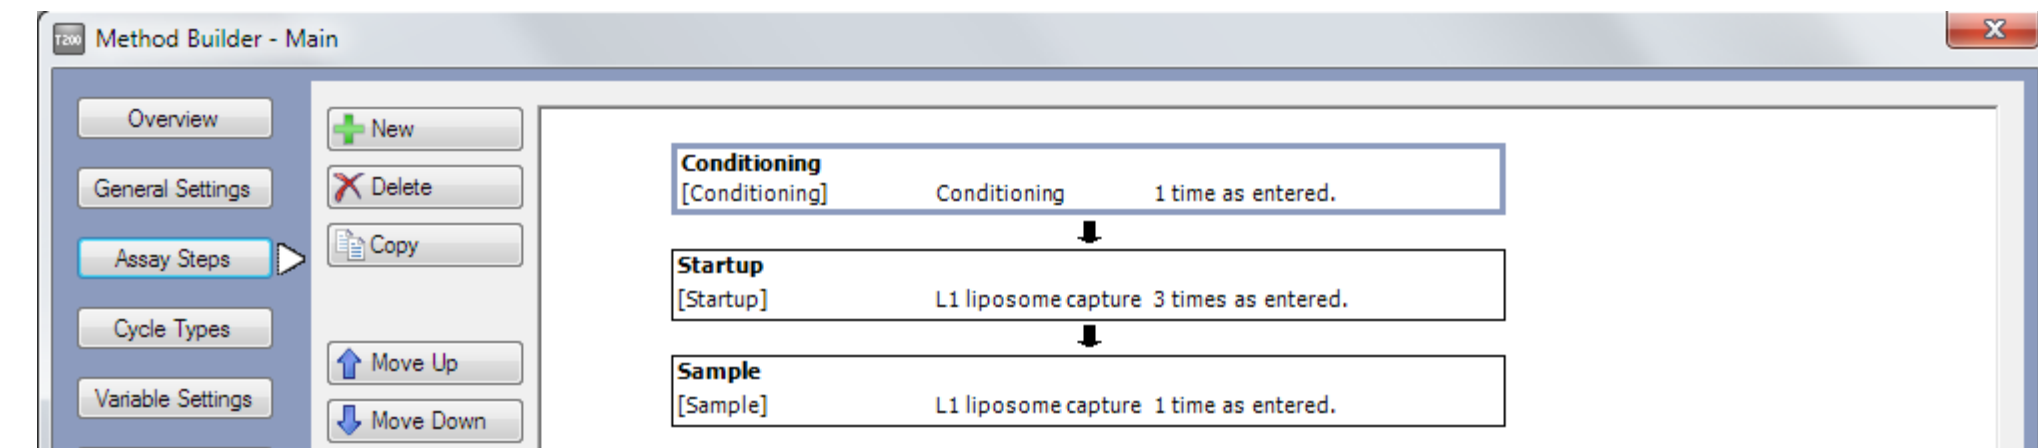 T200 Method Builder - Main
X
Overview
General Settings
Assay Steps
Cycle Types
Variable Settings
New
Delete
Copy
Move Up
Move Down
Conditioning
[Conditioning] Conditioning 1 time as entered.
Startup
[Startup] L1 liposome capture 3 times as entered.
Sample
[Sample] L1 liposome capture 1 time as entered.